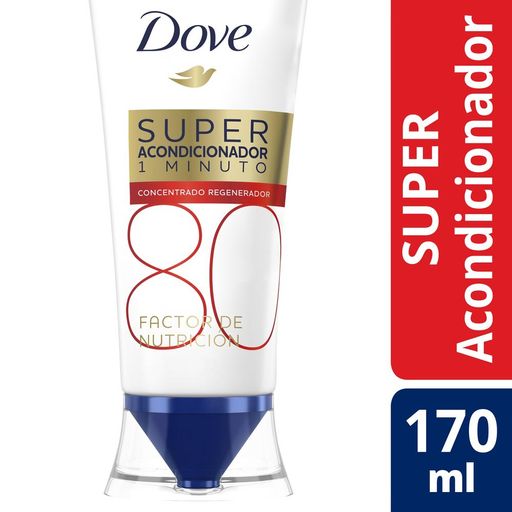 Dove
SUPER
ACONDICIONADOR
1 MINUTO
CONCENTRADO REGENERADOR
80
FACTOR DE
NUTRICIÓN
SUPER
Acondicionador
170
ml